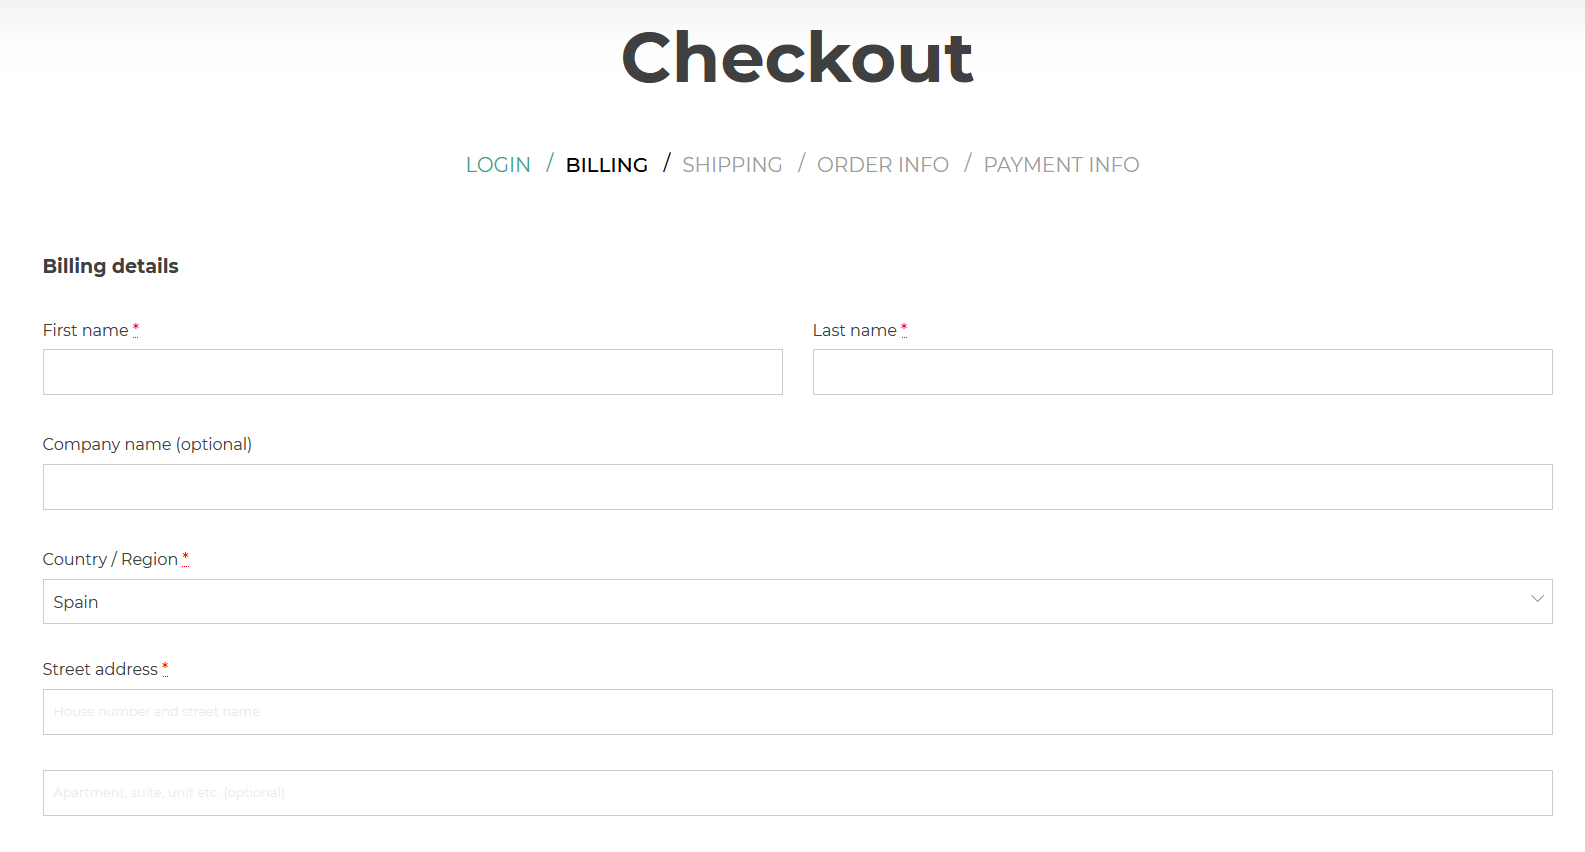 Checkout
LOGIN / BILLING / SHIPPING / ORDER INFO / PAYMENT INFO
Billing details
First name * Last name *
Company name (optional)
Country / Region *
Spain
Street address *
House number and street name
Apartment, suite, unit etc. (optional)